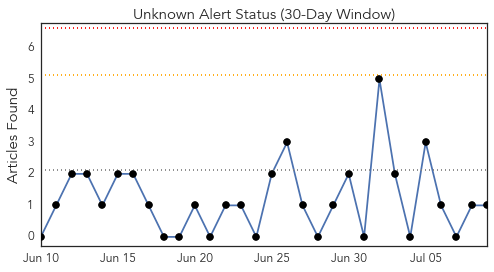 Unknown Alert Status (30-Day Window)
Articles Found
6
5
4
3
2
1
0
Jun 10
Jun 15
Jun 20
Jun 25
Jun 30
Jul 05